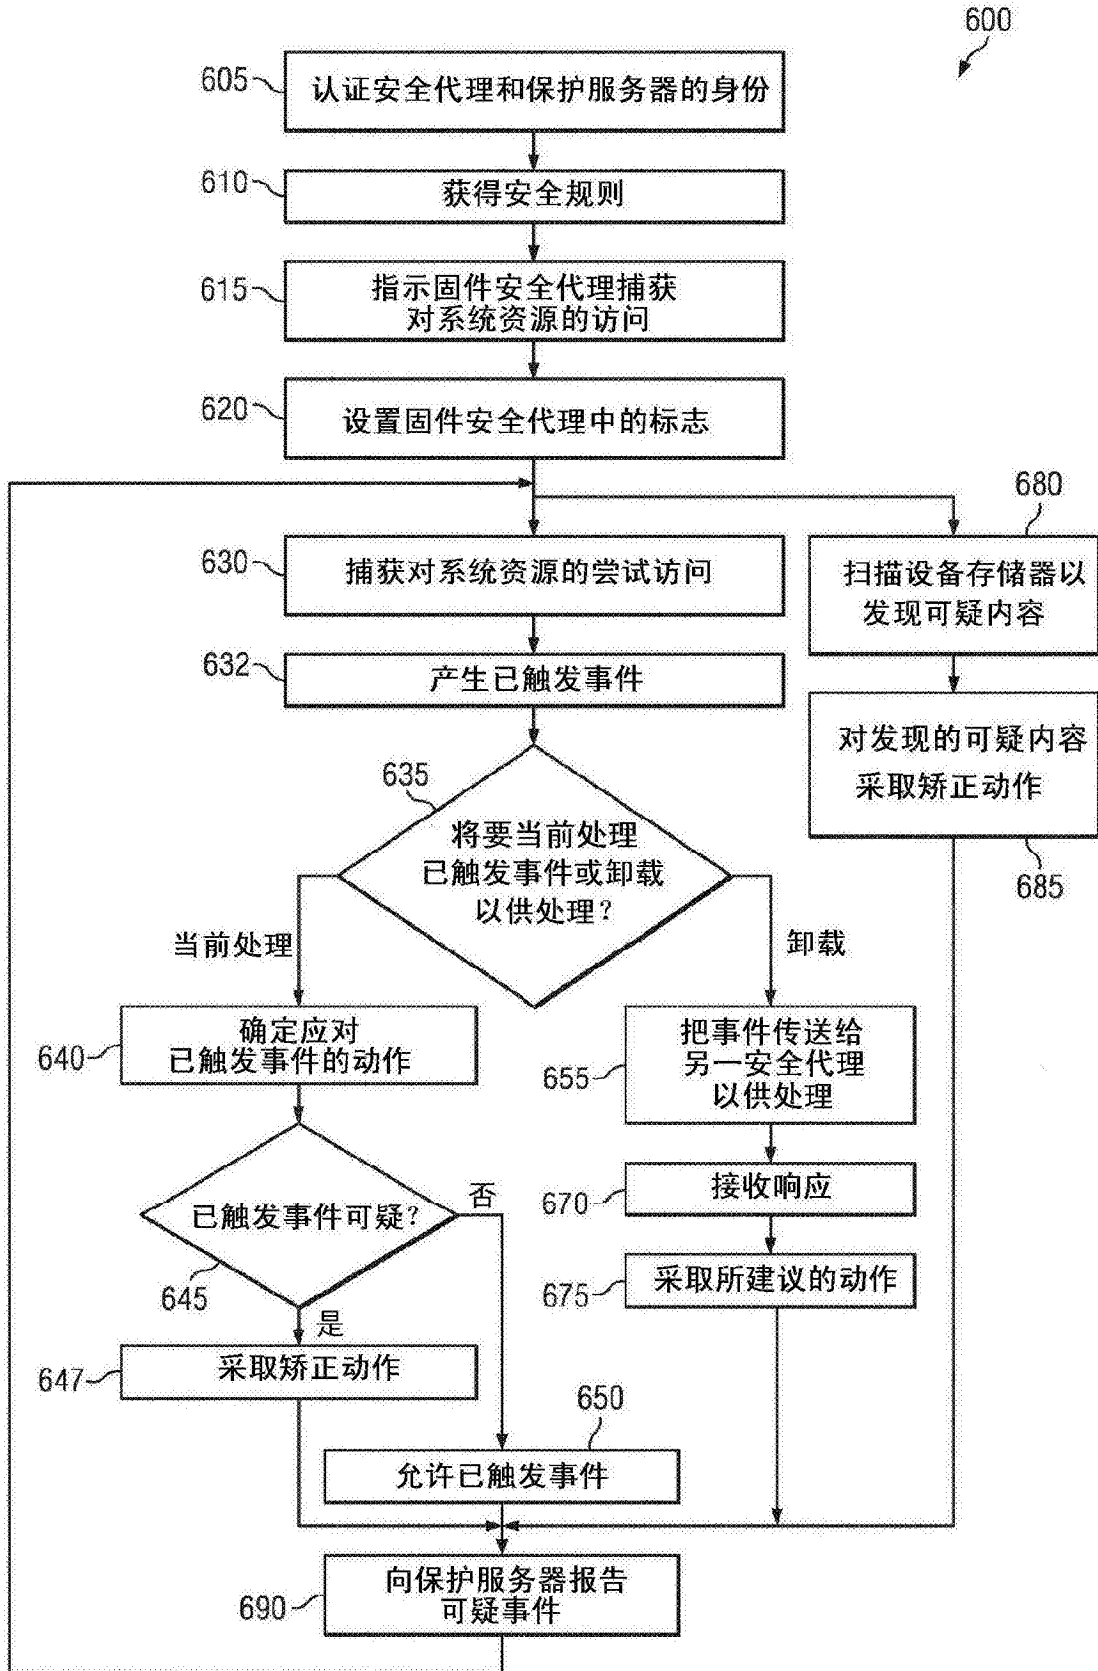 600
605
认证安全代理和保护服务器的身份
610
获得安全规则
615
指示固件安全代理捕获
对系统资源的访问
620
设置固件安全代理中的标志
680
630
捕获对系统资源的尝试访问
扫描设备存储器以
发现可疑内容
632
产生已触发事件
对发现的可疑内容
采取矫正动作
685
635
将要当前处理
已触发事件或卸载
以供处理?
当前处理
卸载
640
确定应对
已触发事件的动作
655
把事件传送给
另一安全代理
以供处理
670
接收响应
已触发事件可疑?
否
645
是
675
采取所建议的动作
647
采取矫正动作
650
允许已触发事件
690
向保护服务器报告
可疑事件